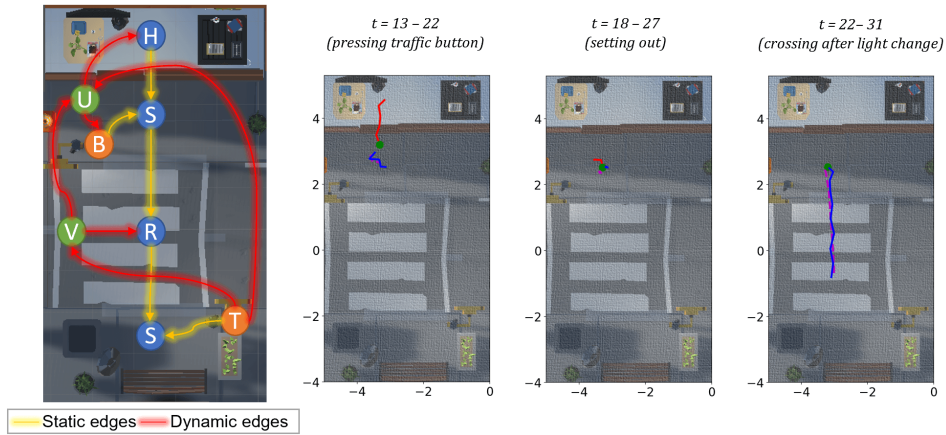 H
U
S
B
V
R
T
S
Static edges
Dynamic edges
t = 13 – 22
(pressing traffic button)
4
2
0
−2
−4
−4
−2
0
t = 18 – 27
(setting out)
4
2
0
−2
−4
−4
−2
0
t = 22– 31
(crossing after light change)
4
2
0
−2
−4
−4
−2
0